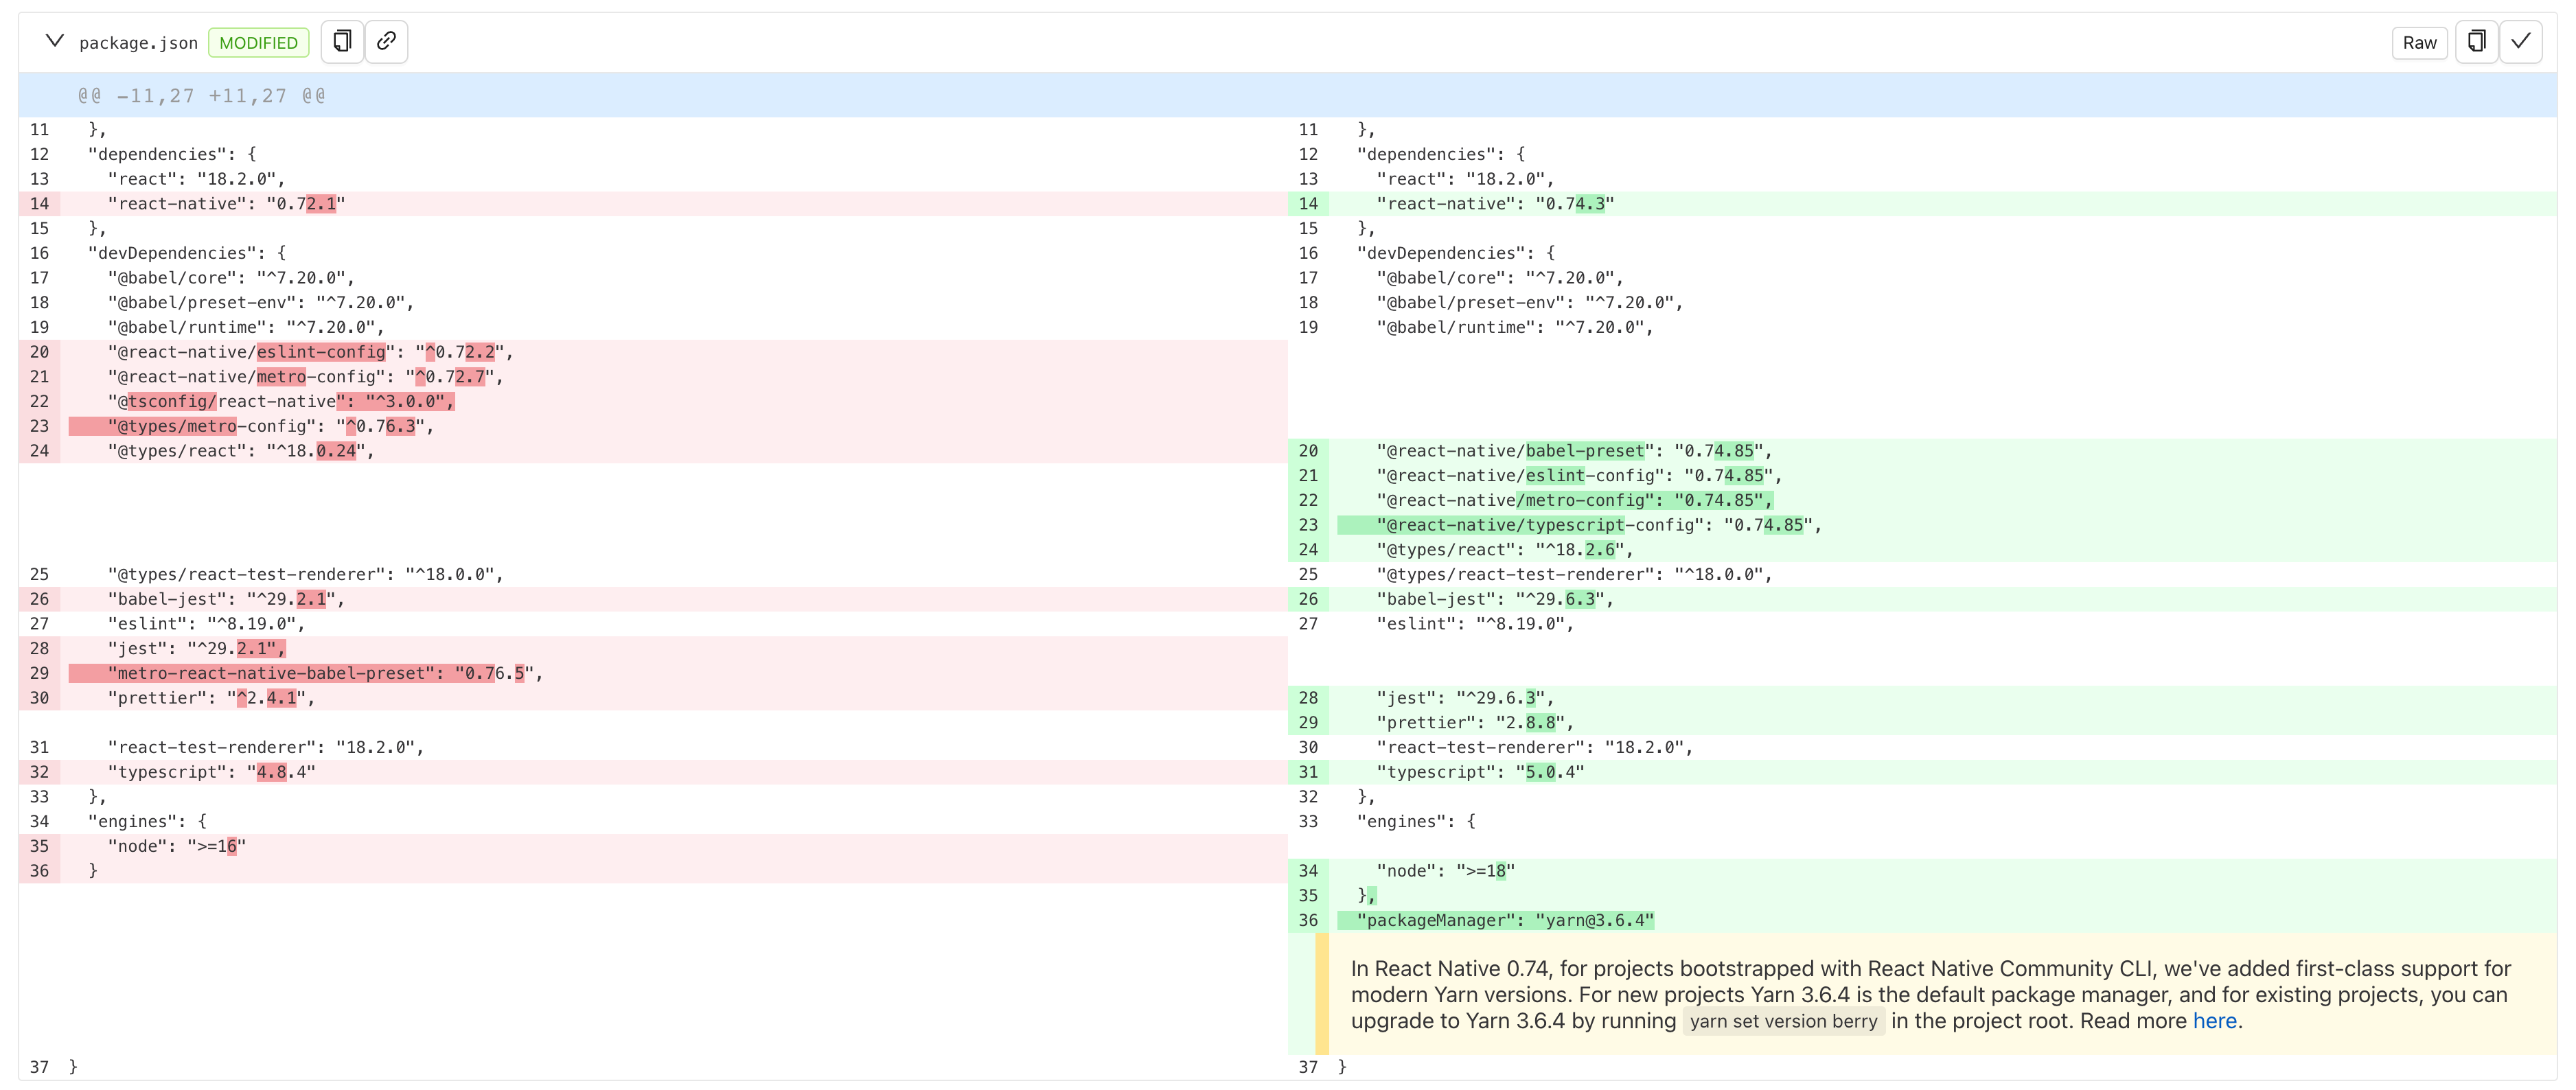 package.json MODIFIED Raw
@@ -11,27 +11,27 @@
11 },
12 "dependencies": {
13 "react": "18.2.0",
14 "react-native": "0.72.1"
15 },
16 "devDependencies": {
17 "@babel/core": "^7.20.0",
18 "@babel/preset-env": "^7.20.0",
19 "@babel/runtime": "^7.20.0",
20 "@react-native/eslint-config": "^0.72.2",
21 "@react-native/metro-config": "^0.72.7",
22 "@tsconfig/react-native": "^3.0.0",
23 "@types/metro-config": "^0.76.3",
24 "@types/react": "^18.0.24",
25 "@types/react-test-renderer": "^18.0.0",
26 "babel-jest": "^29.2.1",
27 "eslint": "^8.19.0",
28 "jest": "^29.2.1",
29 "metro-react-native-babel-preset": "0.76.5",
30 "prettier": "^2.4.1",
31 "react-test-renderer": "18.2.0",
32 "typescript": "4.8.4"
33 },
34 "engines": {
35 "node": ">=16"
36 }
37 }
11 },
12 "dependencies": {
13 "react": "18.2.0",
14 "react-native": "0.74.3"
15 },
16 "devDependencies": {
17 "@babel/core": "^7.20.0",
18 "@babel/preset-env": "^7.20.0",
19 "@babel/runtime": "^7.20.0",
20 "@react-native/babel-preset": "0.74.85",
21 "@react-native/eslint-config": "0.74.85",
22 "@react-native/metro-config": "0.74.85",
23 "@react-native/typescript-config": "0.74.85",
24 "@types/react": "^18.2.6",
25 "@types/react-test-renderer": "^18.0.0",
26 "babel-jest": "^29.6.3",
27 "eslint": "^8.19.0",
28 "jest": "^29.6.3",
29 "prettier": "2.8.8",
30 "react-test-renderer": "18.2.0",
31 "typescript": "5.0.4"
32 },
33 "engines": {
34 "node": ">=18"
35 },
36 "packageManager": "yarn@3.6.4"
In React Native 0.74, for projects bootstrapped with React Native Community CLI, we've added first-class support for
modern Yarn versions. For new projects Yarn 3.6.4 is the default package manager, and for existing projects, you can
upgrade to Yarn 3.6.4 by running yarn set version berry in the project root. Read more here.
37 }